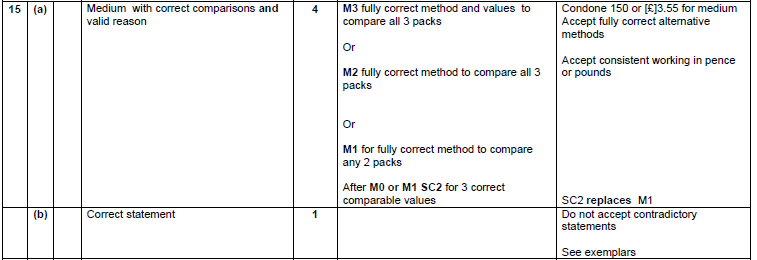 15 (a) Medium with correct comparisons and 4 M3 fully correct method and values to Condone 150 or [£]3.55 for medium
valid reason compare all 3 packs Accept fully correct alternative
methods
Or
Accept consistent working in pence
M2 fully correct method to compare all 3 or pounds
packs
Or
M1 for fully correct method to compare
any 2 packs
After M0 or M1 SC2 for 3 correct
comparable values SC2 replaces M1
(b) Correct statement 1 Do not accept contradictory
statements
See exemplars